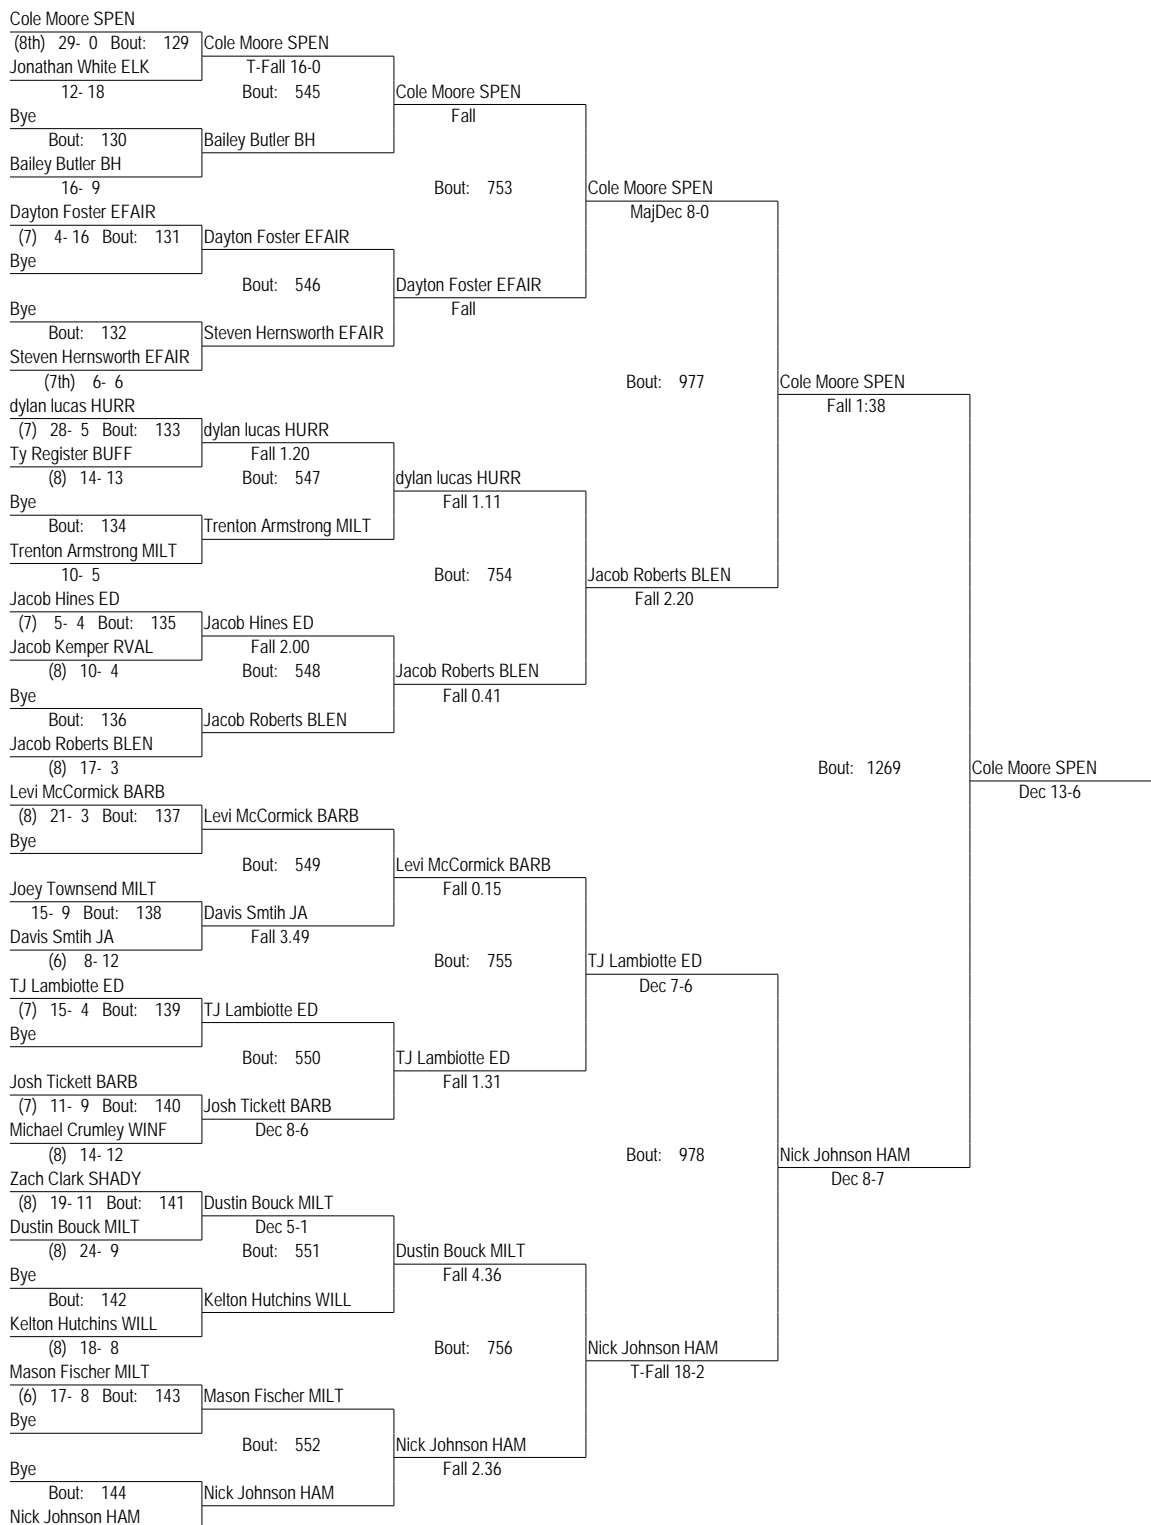 Cole Moore SPEN
(8th) 29- 0 Bout: 129 Cole Moore SPEN
Jonathan White ELK T-Fall 16-0
12- 18 Bout: 545 Cole Moore SPEN
Bye Fall
Bout: 130 Bailey Butler BH
Bailey Butler BH
16- 9 Bout: 753 Cole Moore SPEN
Dayton Foster EFAIR MajDec 8-0
(7) 4- 16 Bout: 131 Dayton Foster EFAIR
Bye
Bout: 546 Dayton Foster EFAIR
Bye Fall
Bout: 132 Steven Hernsworth EFAIR
Steven Hernsworth EFAIR
(7th) 6- 6 Bout: 977 Cole Moore SPEN
dylan lucas HURR Fall 1:38
(7) 28- 5 Bout: 133 dylan lucas HURR
Ty Register BUFF Fall 1.20
(8) 14- 13 Bout: 547 dylan lucas HURR
Bye Fall 1.11
Bout: 134 Trenton Armstrong MILT
Trenton Armstrong MILT
10- 5 Bout: 754 Jacob Roberts BLEN
Jacob Hines ED Fall 2.20
(7) 5- 4 Bout: 135 Jacob Hines ED
Jacob Kemper RVAL Fall 2.00
(8) 10- 4 Bout: 548 Jacob Roberts BLEN
Bye Fall 0.41
Bout: 136 Jacob Roberts BLEN
Jacob Roberts BLEN
(8) 17- 3 Bout: 1269 Cole Moore SPEN
Levi McCormick BARB Dec 13-6
(8) 21- 3 Bout: 137 Levi McCormick BARB
Bye
Bout: 549 Levi McCormick BARB
Joey Townsend MILT Fall 0.15
15- 9 Bout: 138 Davis Smtih JA
Davis Smtih JA Fall 3.49
(6) 8- 12 Bout: 755 TJ Lambiotte ED
TJ Lambiotte ED Dec 7-6
(7) 15- 4 Bout: 139 TJ Lambiotte ED
Bye
Bout: 550 TJ Lambiotte ED
Josh Tickett BARB Fall 1.31
(7) 11- 9 Bout: 140 Josh Tickett BARB
Michael Crumley WINF Dec 8-6
(8) 14- 12 Bout: 978 Nick Johnson HAM
Zach Clark SHADY Dec 8-7
(8) 19- 11 Bout: 141 Dustin Bouck MILT
Dustin Bouck MILT Dec 5-1
(8) 24- 9 Bout: 551 Dustin Bouck MILT
Bye Fall 4.36
Bout: 142 Kelton Hutchins WILL
Kelton Hutchins WILL
(8) 18- 8 Bout: 756 Nick Johnson HAM
Mason Fischer MILT T-Fall 18-2
(6) 17- 8 Bout: 143 Mason Fischer MILT
Bye
Bout: 552 Nick Johnson HAM
Bye Fall 2.36
Bout: 144 Nick Johnson HAM
Nick Johnson HAM